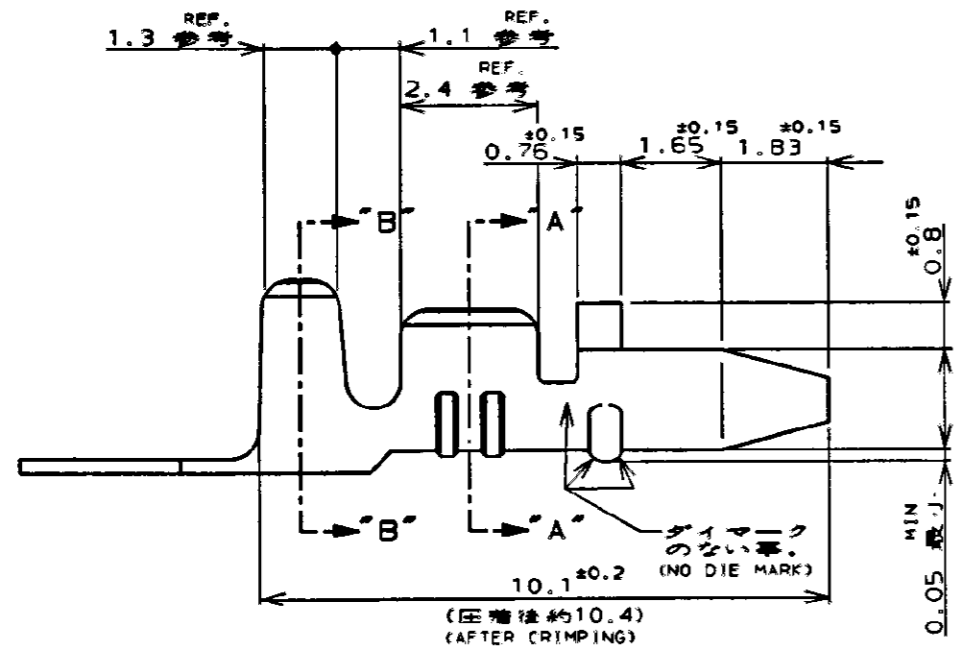 REF.
1.3 参考
1.1 参考
REF.
REF.
2.4 参考
0.76 ±0.15
1.65 ±0.15
1.83 ±0.15
0.8 ±0.15
"B"
"A"
"B"
"A"
ダイマーク
のない事.
(NO DIE MARK)
MIN
0.05 最小
10.1 ±0.2
(圧着後約10.4)
(AFTER CRIMPING)